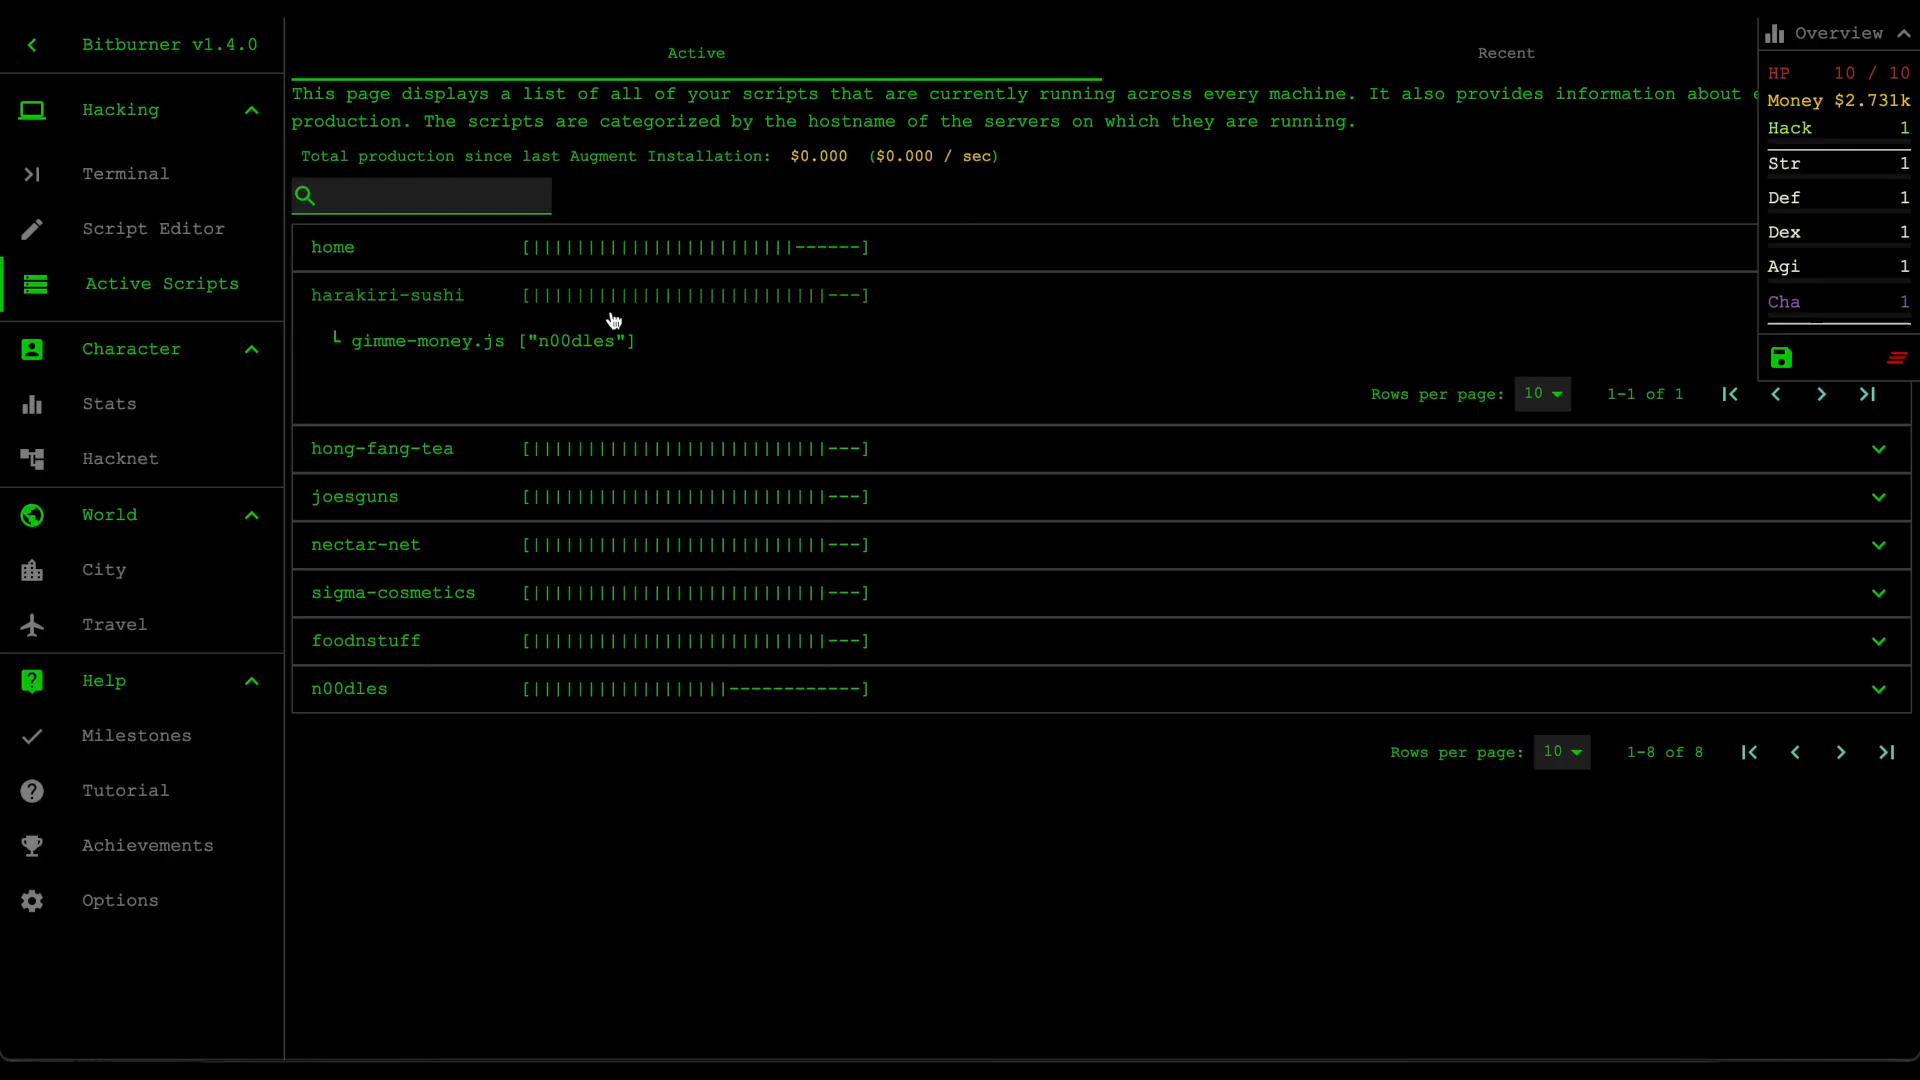 Bitburner v1.4.0
Hacking
Terminal
Script Editor
Active Scripts
Character
Stats
Hacknet
World
City
Travel
Help
Milestones
Tutorial
Achievements
Options
Active
Recent
This page displays a list of all of your scripts that are currently running across every machine. It also provides information about
production. The scripts are categorized by the hostname of the servers on which they are running.
Total production since last Augment Installation: $0.000 ($0.000 / sec)
home [||||||||||||||||||||||||------]
harakiri-sushi [|||||||||||||||||||||||||||---]
└ gimme-money.js ["n00dles"]
Rows per page: 10 1-1 of 1
hong-fang-tea [|||||||||||||||||||||||||||---]
joesguns [|||||||||||||||||||||||||||---]
nectar-net [|||||||||||||||||||||||||||---]
sigma-cosmetics [|||||||||||||||||||||||||||---]
foodnstuff [|||||||||||||||||||||||||||---]
n00dles [||||||||||||||||||------------]
Rows per page: 10 1-8 of 8
Overview
HP 10 / 10
Money $2.731k
Hack 1
Str 1
Def 1
Dex 1
Agi 1
Cha 1